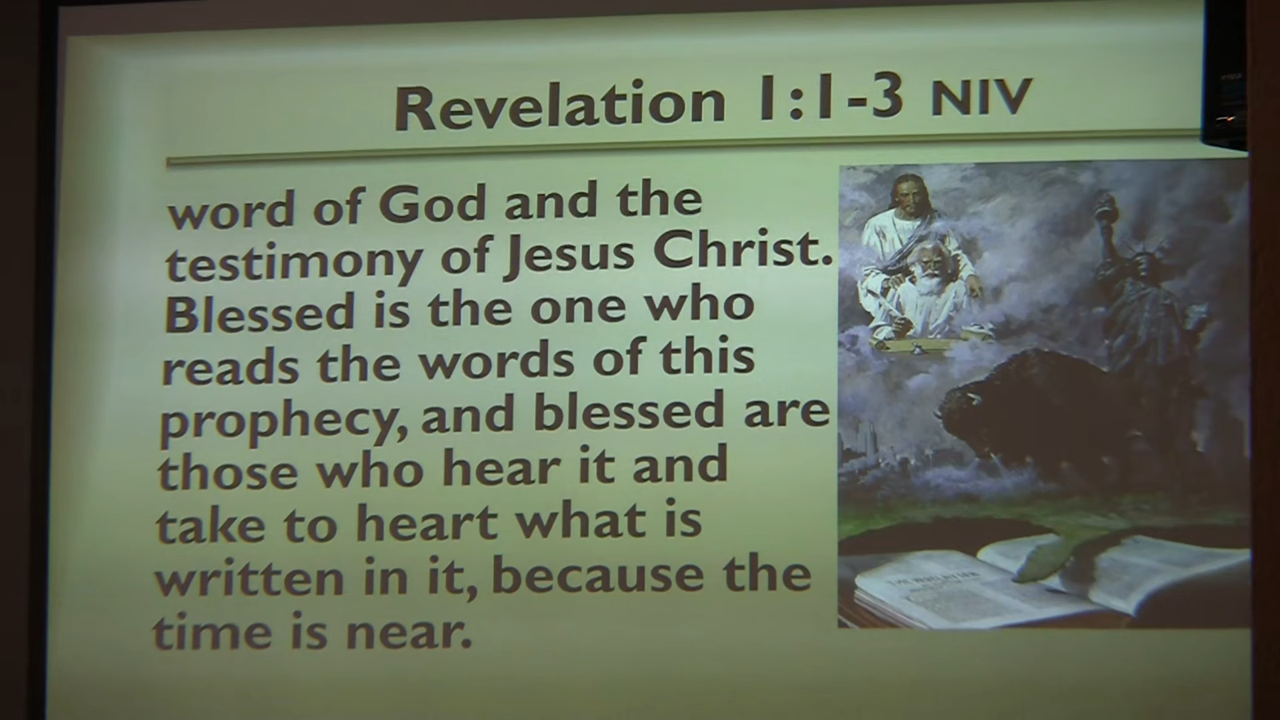 Revelation 1:1-3 NIV
word of God and the
testimony of Jesus Christ.
Blessed is the one who
reads the words of this
prophecy, and blessed are
those who hear it and
take to heart what is
written in it, because the
time is near.
THE REVELATION